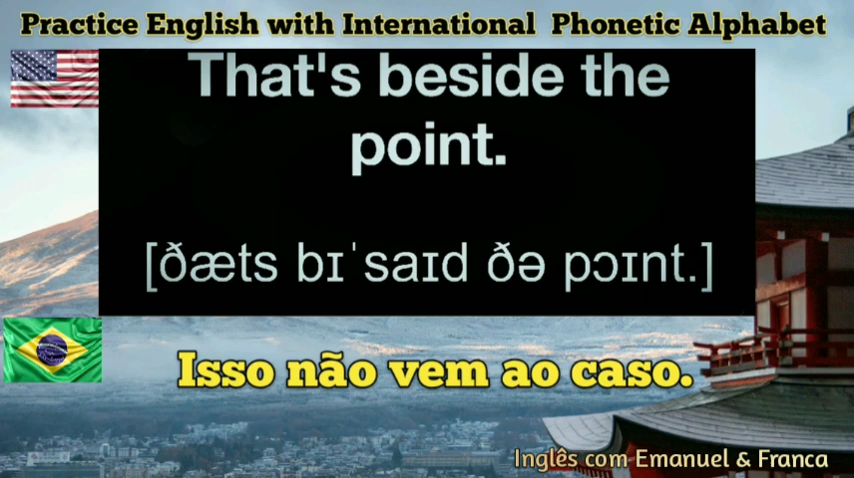 Practice English with International Phonetic Alphabet
That's beside the
point.
[ðæts bɪˈsaɪd ðə pɔɪnt.]
Isso não vem ao caso.
Inglês com Emanuel & Franca